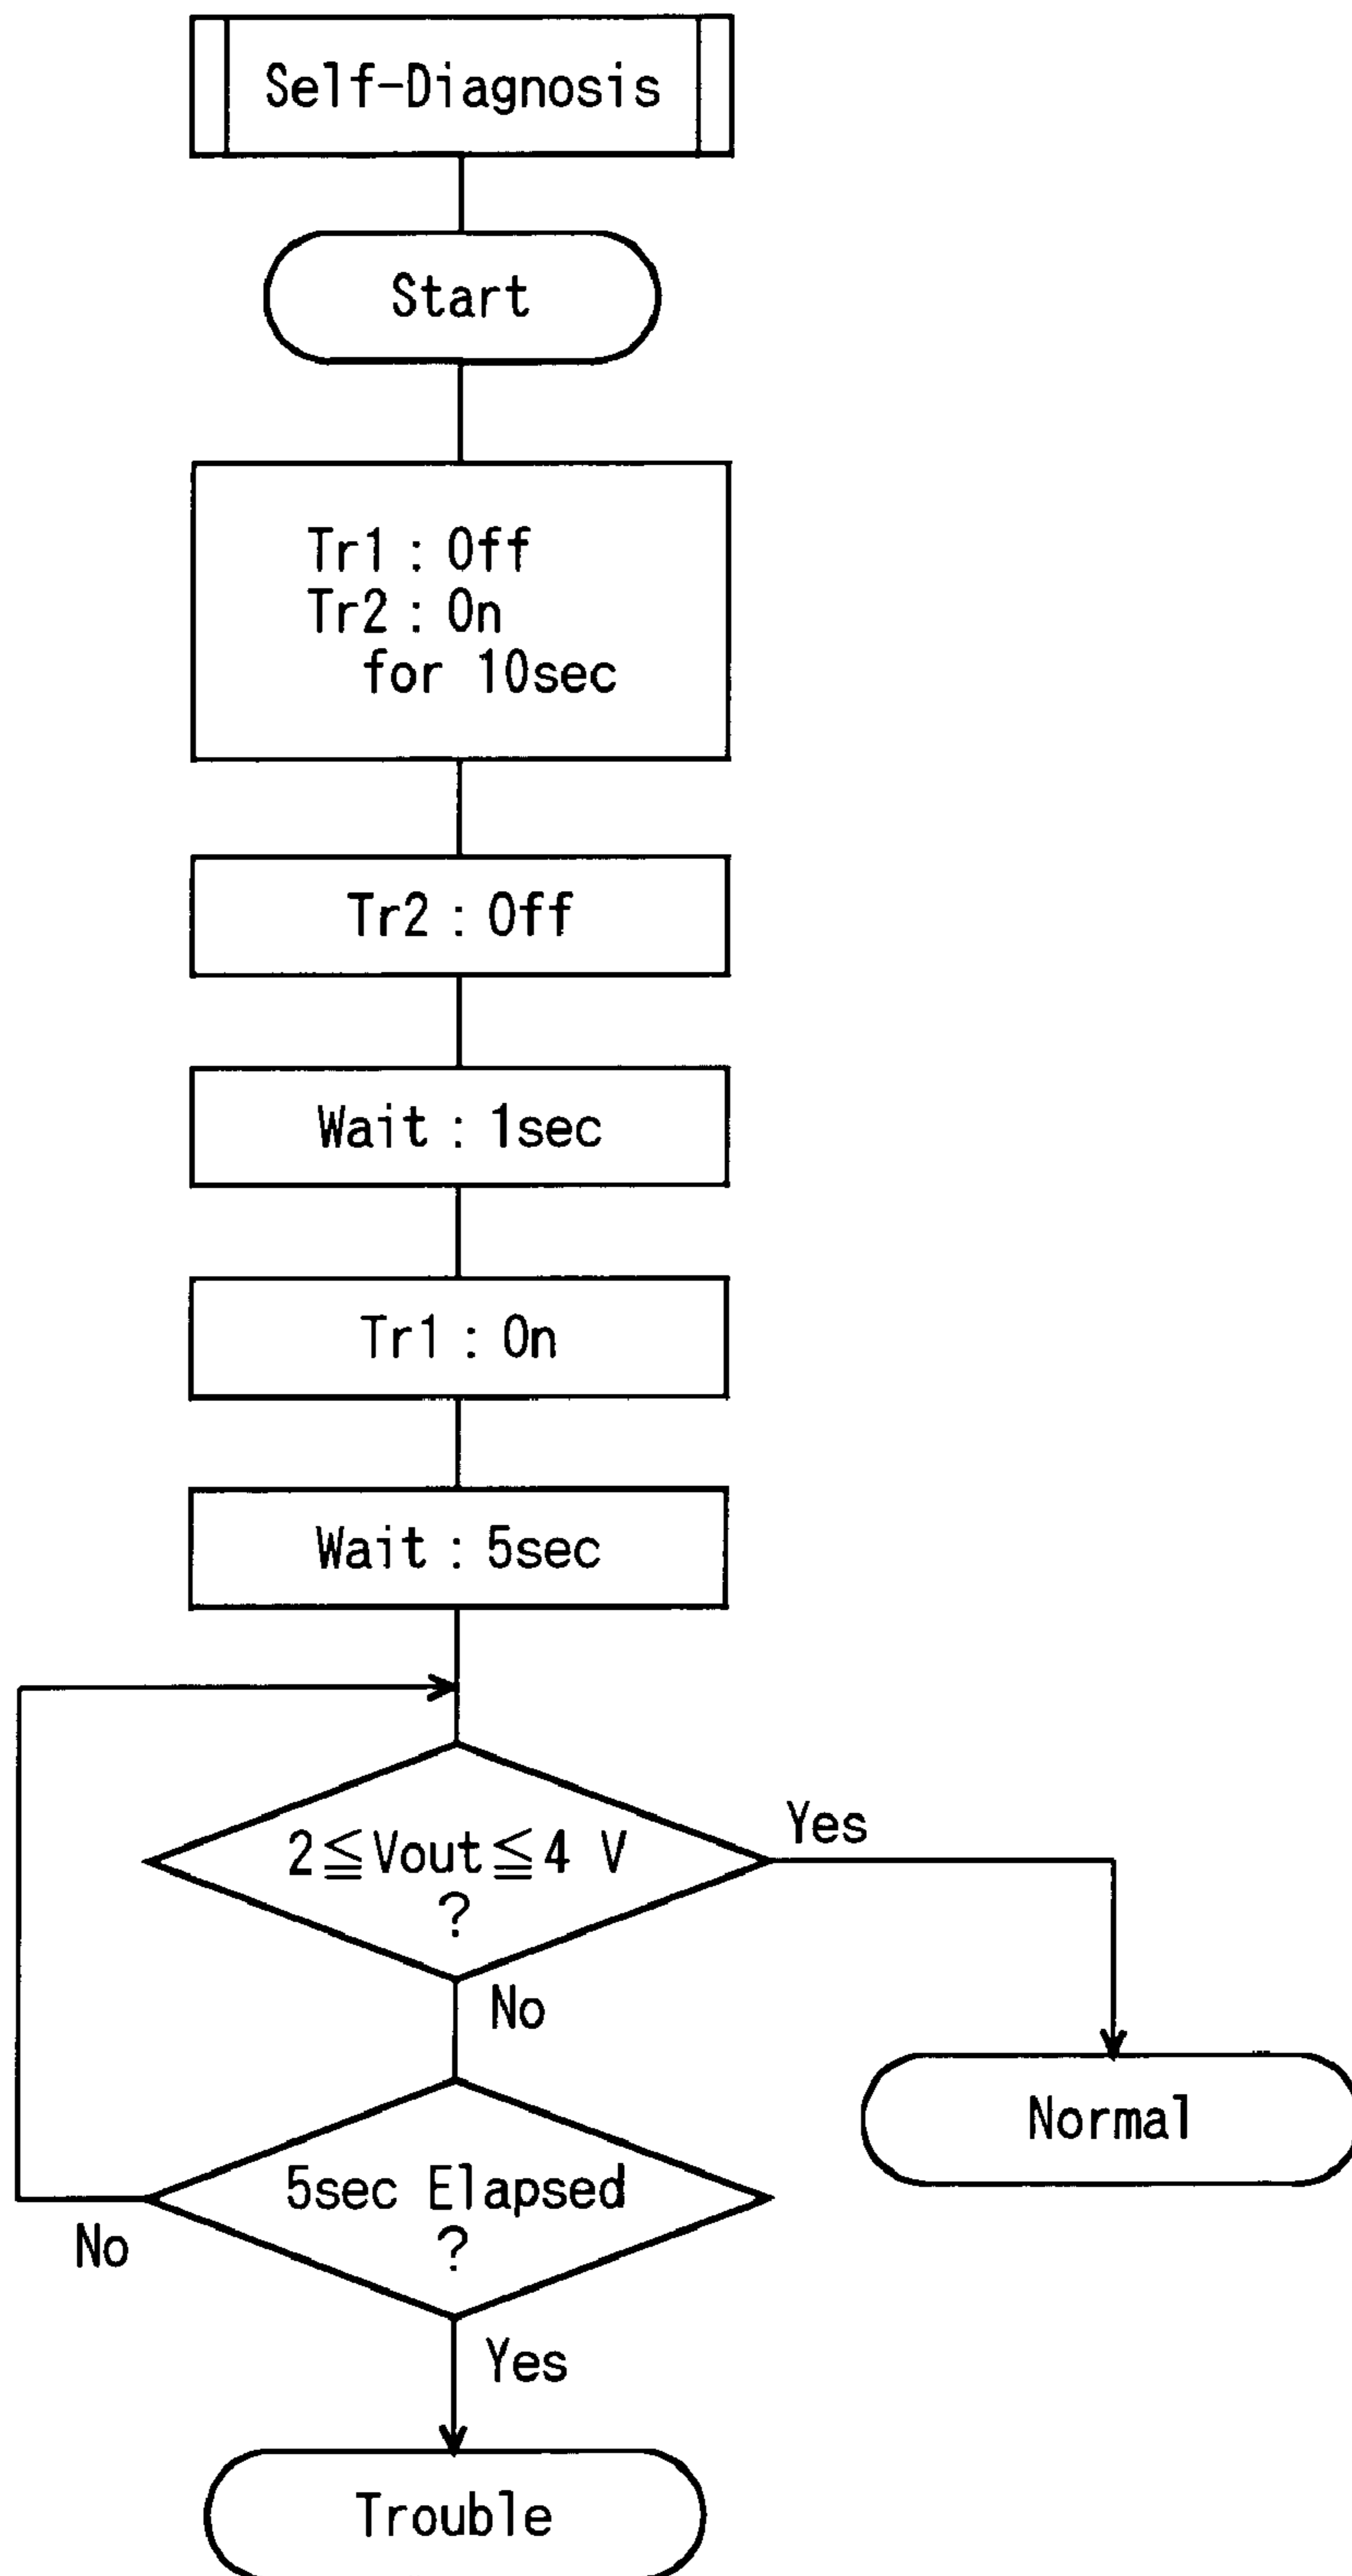 Self-Diagnosis
Start
Tr1 : Off
Tr2 : On
for 10sec
Tr2 : Off
Wait : 1sec
Tr1 : On
Wait : 5sec
2≦Vout≦4 V
?
Yes
No
Normal
5sec Elapsed
?
No
Yes
Trouble